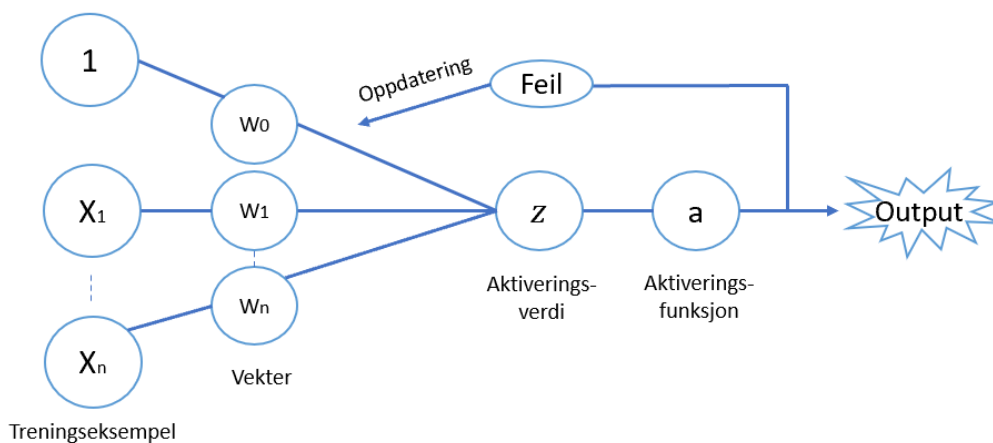 1
Oppdatering
Feil
W0
X1
W1
z
a
Output
Wn
Xn
Aktiverings-
verdi
Aktiverings-
funksjon
Vekter
Treningseksempel